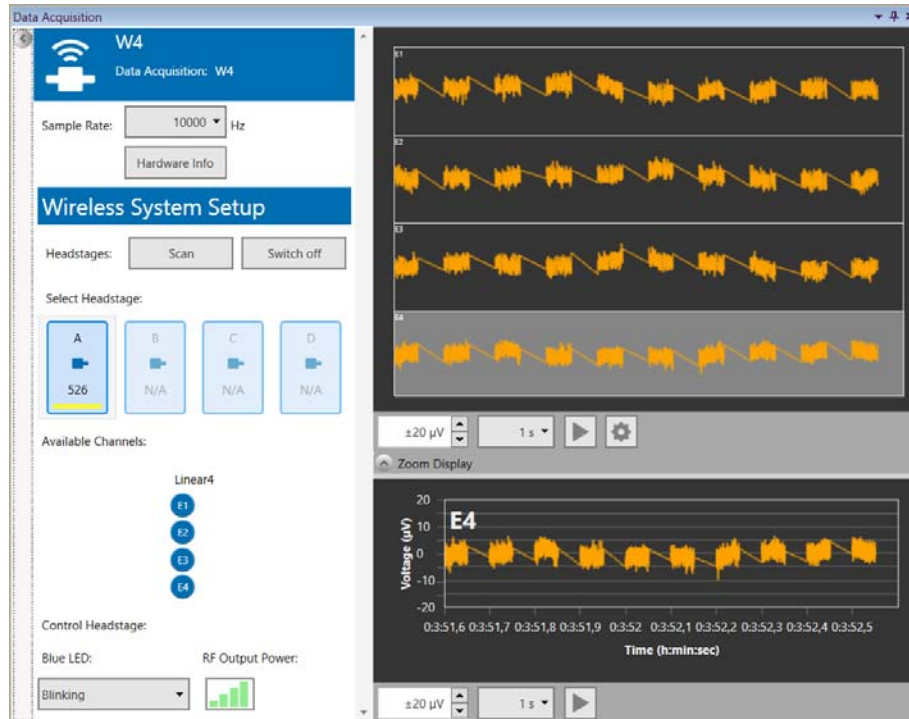 Data Acquisition
W4
Data Acquisition: W4
Sample Rate: 10000 Hz
Hardware Info
Wireless System Setup
Headstages: Scan Switch off
Select Headstage:
A B C D
526 N/A N/A N/A
Available Channels:
Linear4
E1
E2
E3
E4
Control Headstage:
Blue LED: RF Output Power:
Blinking
E1
E2
E3
E4
±20 µV 1 s
Zoom Display
E4
Voltage (µV)
20
10
0
-10
-20
0:3:51,6 0:3:51,7 0:3:51,8 0:3:51,9 0:3:52 0:3:52,1 0:3:52,2 0:3:52,3 0:3:52,4 0:3:52,5
Time (h:min:sec)
±20 µV 1 s